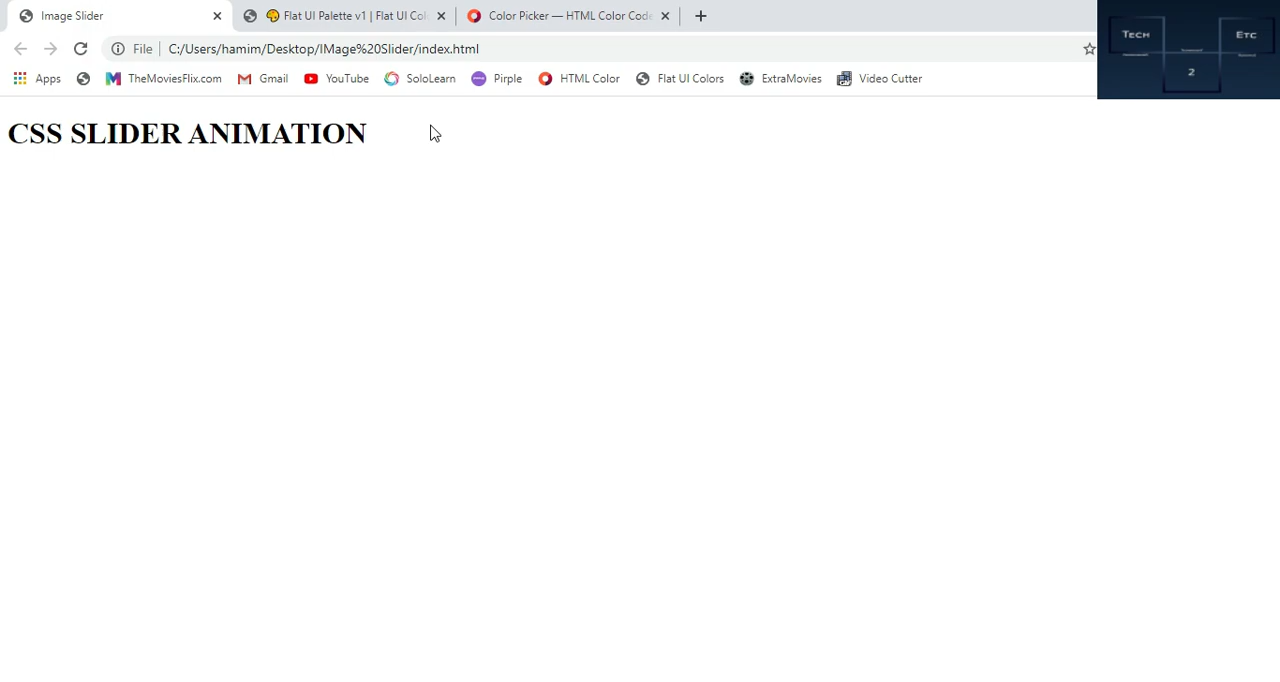 Image Slider
Flat UI Palette v1 | Flat UI Col
Color Picker — HTML Color Code
File
C:/Users/hamim/Desktop/IMage%20Slider/index.html
Apps
TheMoviesFlix.com
Gmail
YouTube
SoloLearn
Pirple
HTML Color
Flat UI Colors
ExtraMovies
Video Cutter
Tech
Etc
2
CSS SLIDER ANIMATION